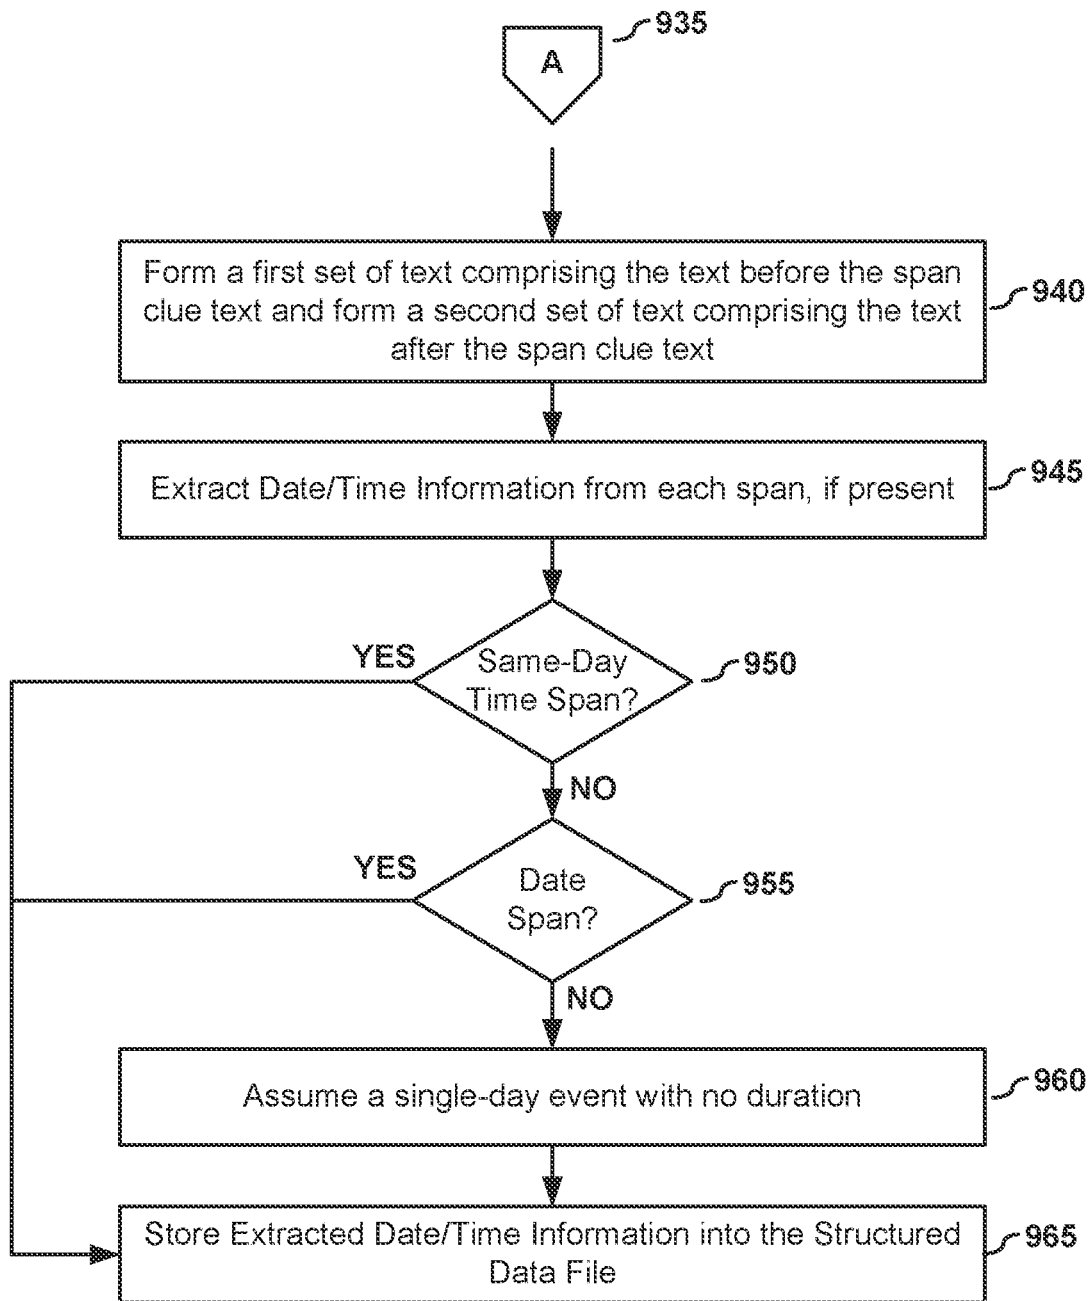 935
A
Form a first set of text comprising the text before the span
clue text and form a second set of text comprising the text
after the span clue text
940
Extract Date/Time Information from each span, if present
945
YES
Same-Day
Time Span?
950
NO
YES
Date
Span?
955
NO
Assume a single-day event with no duration
960
Store Extracted Date/Time Information into the Structured
Data File
965